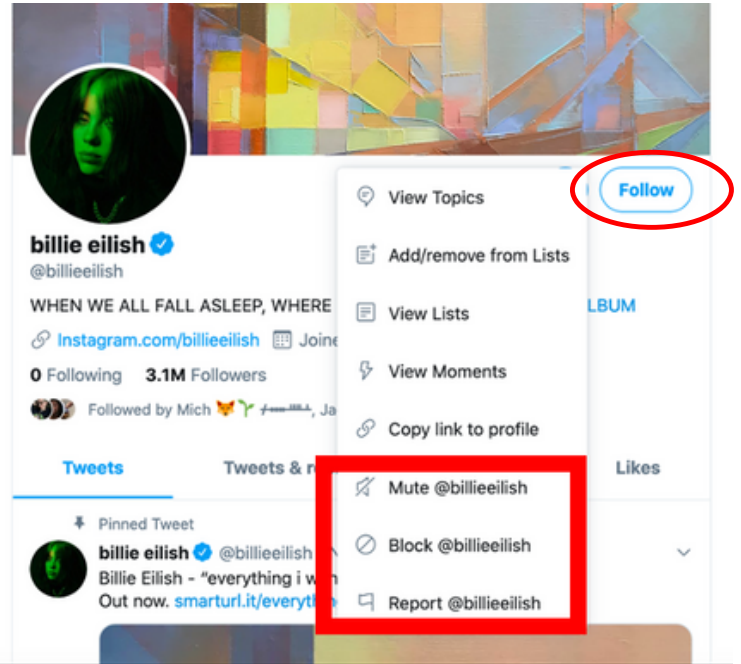 View Topics
Follow
billie eilish
@billieeilish
Add/remove from Lists
WHEN WE ALL FALL ASLEEP, WHERE
LBUM
View Lists
Instagram.com/billieeilish Joine
0 Following 3.1M Followers
View Moments
Followed by Mich
Copy link to profile
Tweets Tweets & r Likes
Mute @billieeilish
Pinned Tweet
billie eilish @billieeilish
Block @billieeilish
Billie Eilish - “everything i wan
Out now. smarturl.it/everyth
Report @billieeilish